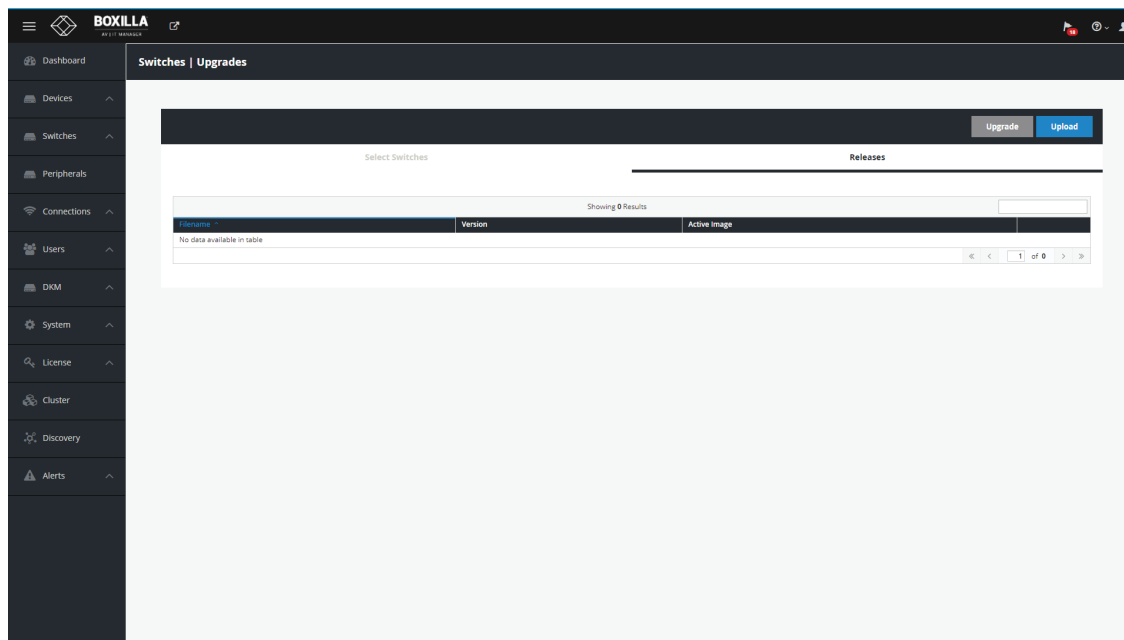 BOXILLA
AV | IT MANAGER
18
Dashboard
Switches | Upgrades
Devices
Upgrade Upload
Switches
Select Switches Releases
Peripherals
Showing 0 Results
Connections
Filename Version Active Image
No data available in table
Users
1 of 0
DKM
System
License
Cluster
Discovery
Alerts